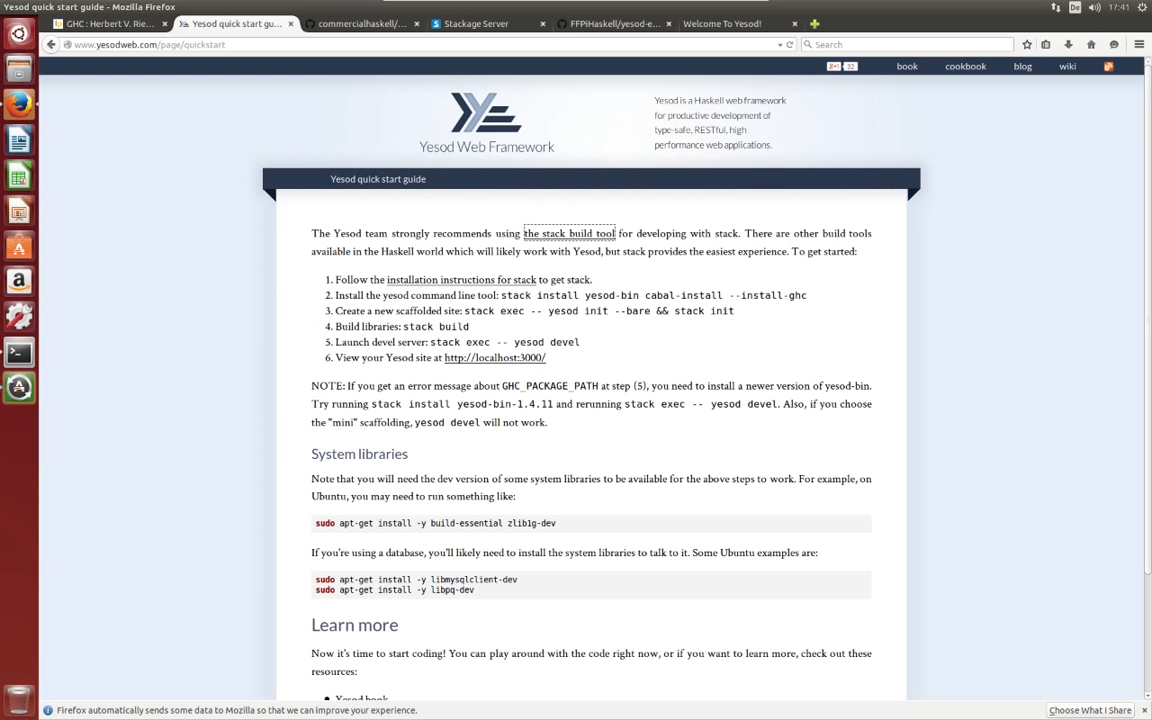 Yesod quick start guide - Mozilla Firefox
De
17:41
GHC : Herbert V. Rie...
Yesod quick start gu...
commercialhaskell/...
Stackage Server
FFPiHaskell/yesod-e...
Welcome To Yesod!
www.yesodweb.com/page/quickstart
Search
32
book
cookbook
blog
wiki
Yesod Web Framework
Yesod is a Haskell web framework
for productive development of
type-safe, RESTful, high
performance web applications.
Yesod quick start guide
The Yesod team strongly recommends using the stack build tool for developing with stack. There are other build tools
available in the Haskell world which will likely work with Yesod, but stack provides the easiest experience. To get started:
1. Follow the installation instructions for stack to get stack.
2. Install the yesod command line tool: stack install yesod-bin cabal-install --install-ghc
3. Create a new scaffolded site: stack exec -- yesod init --bare && stack init
4. Build libraries: stack build
5. Launch devel server: stack exec -- yesod devel
6. View your Yesod site at http://localhost:3000/
NOTE: If you get an error message about GHC_PACKAGE_PATH at step (5), you need to install a newer version of yesod-bin.
Try running stack install yesod-bin-1.4.11 and rerunning stack exec -- yesod devel. Also, if you choose
the "mini" scaffolding, yesod devel will not work.
System libraries
Note that you will need the dev version of some system libraries to be available for the above steps to work. For example, on
Ubuntu, you may need to run something like:
sudo apt-get install -y build-essential zlib1g-dev
If you're using a database, you'll likely need to install the system libraries to talk to it. Some Ubuntu examples are:
sudo apt-get install -y libmysqlclient-dev
sudo apt-get install -y libpq-dev
Learn more
Now it's time to start coding! You can play around with the code right now, or if you want to learn more, check out these
resources:
Yesod book
Firefox automatically sends some data to Mozilla so that we can improve your experience.
Choose What I Share